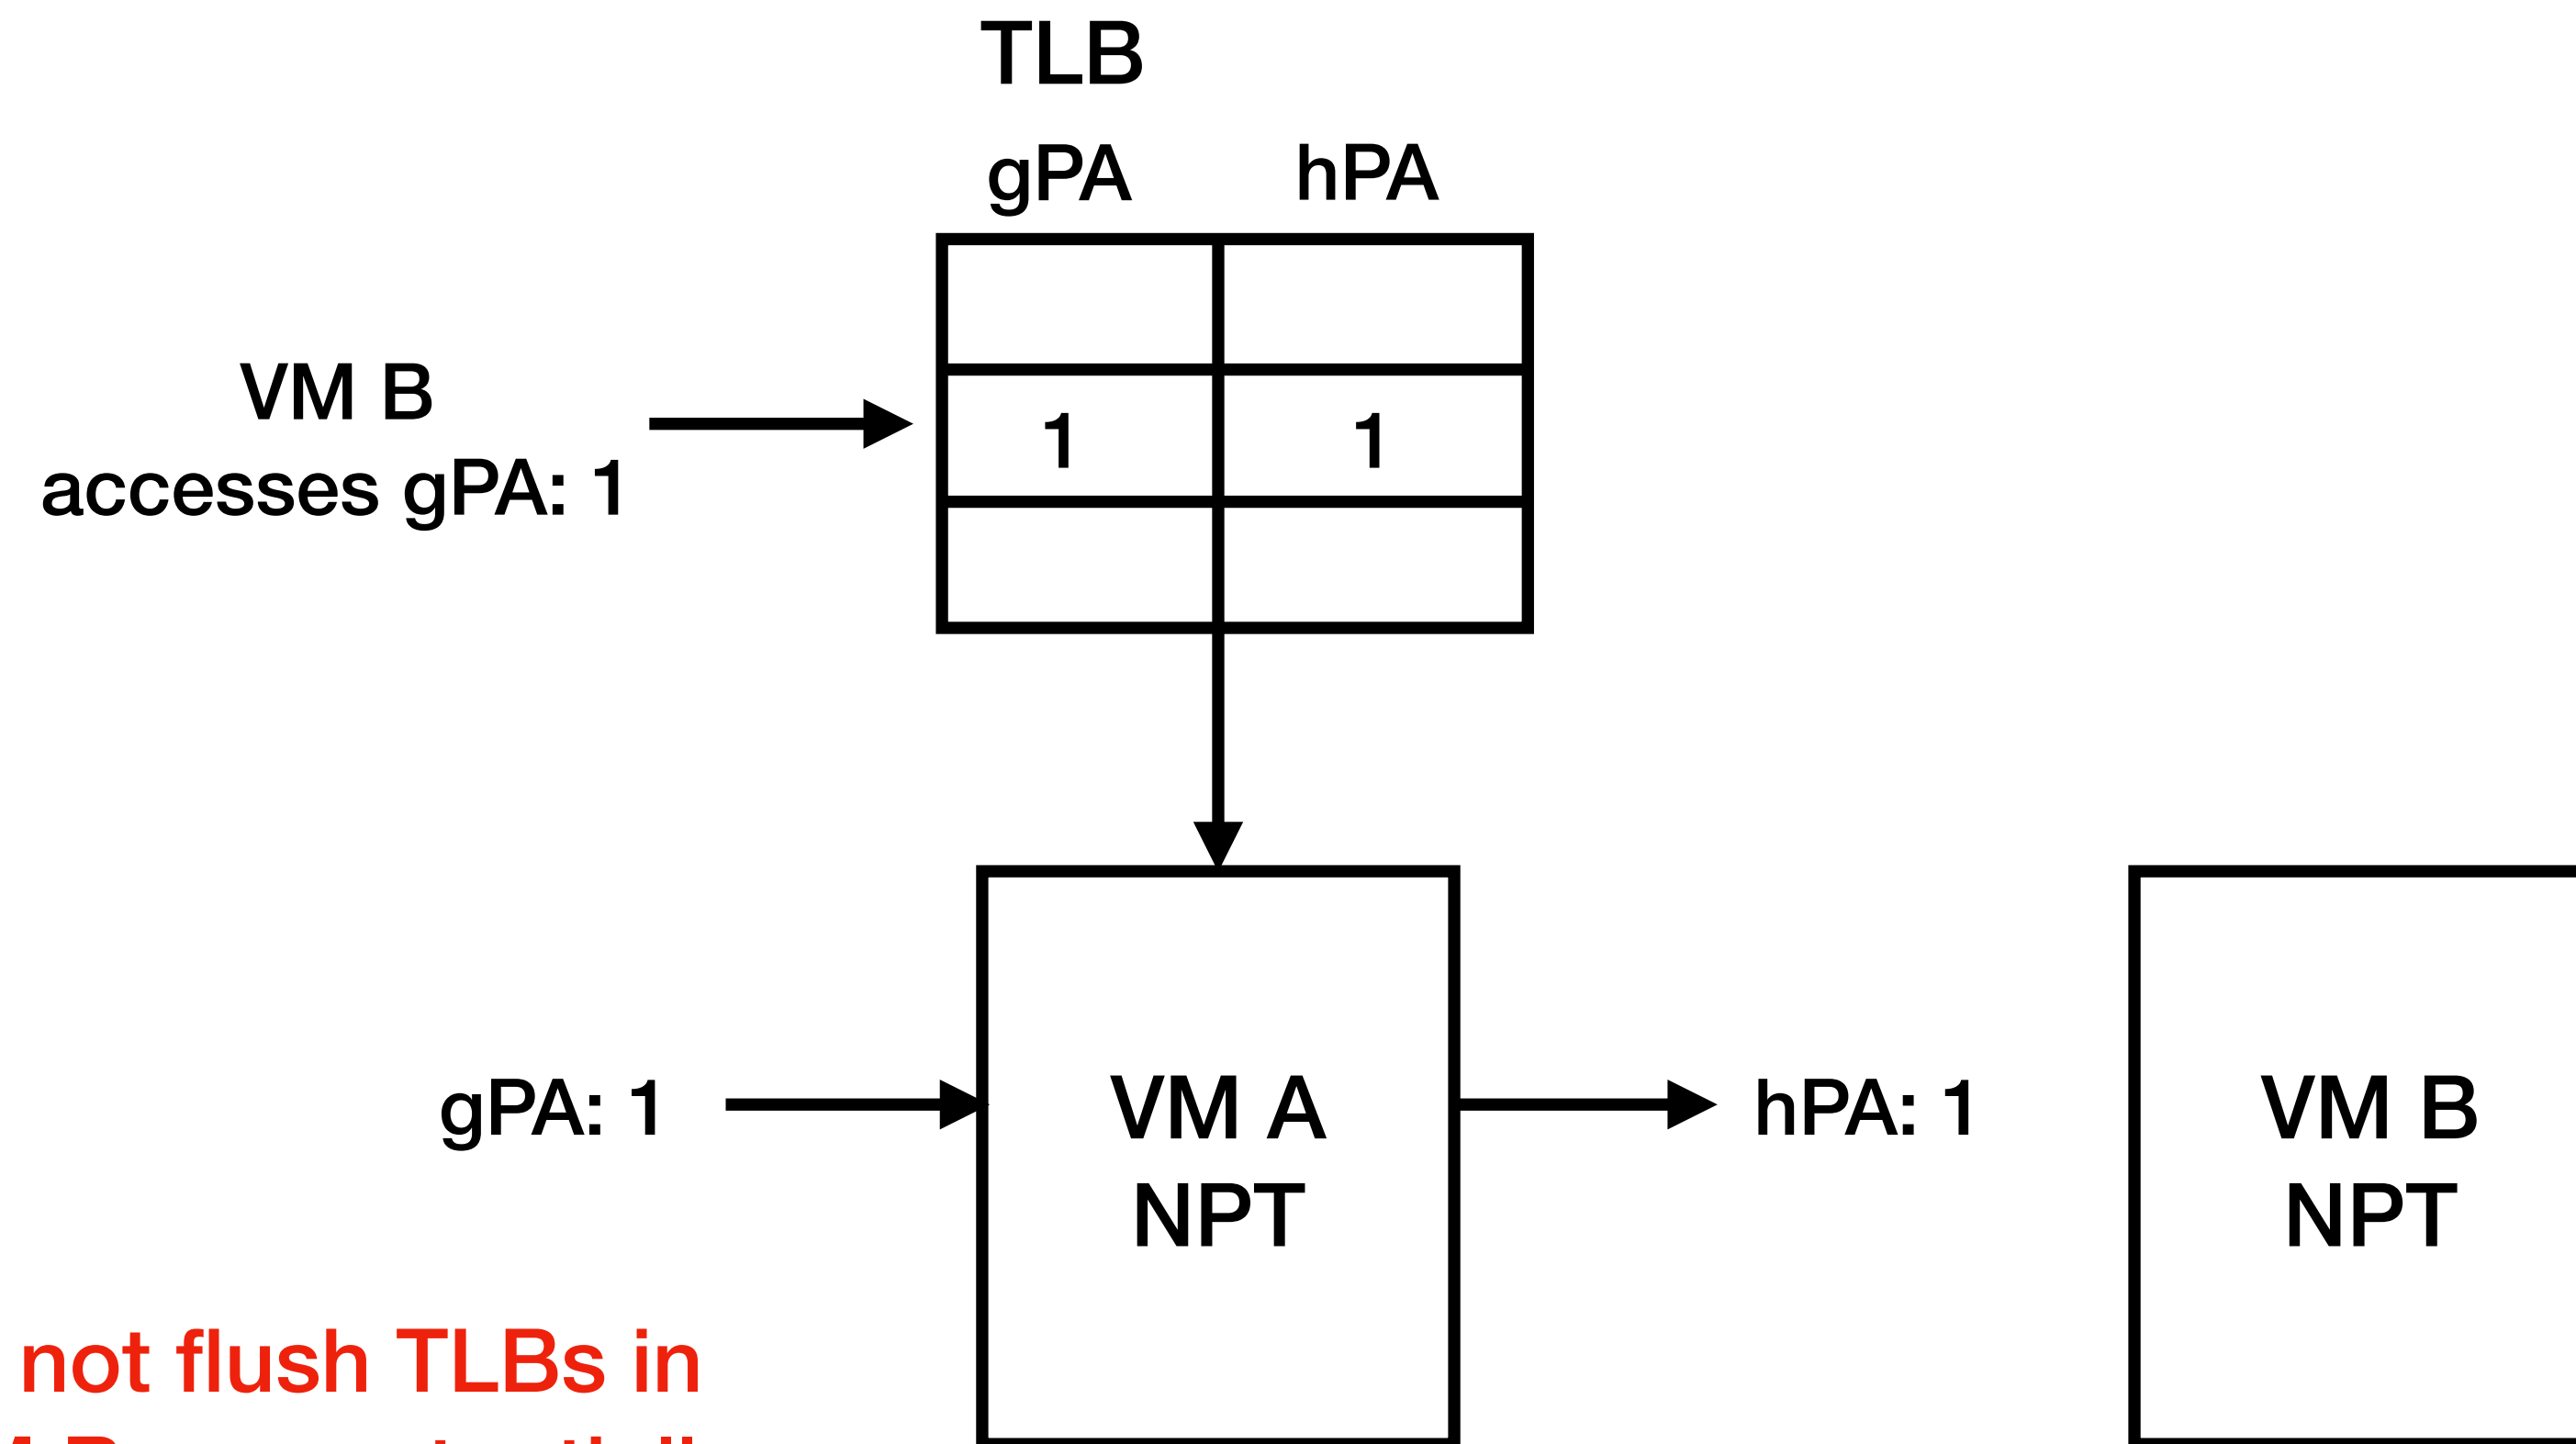 TLB
gPA hPA
VM B
accesses gPA: 1
1 1
gPA: 1
VM A
NPT
hPA: 1
VM B
NPT
not flush TLBs in